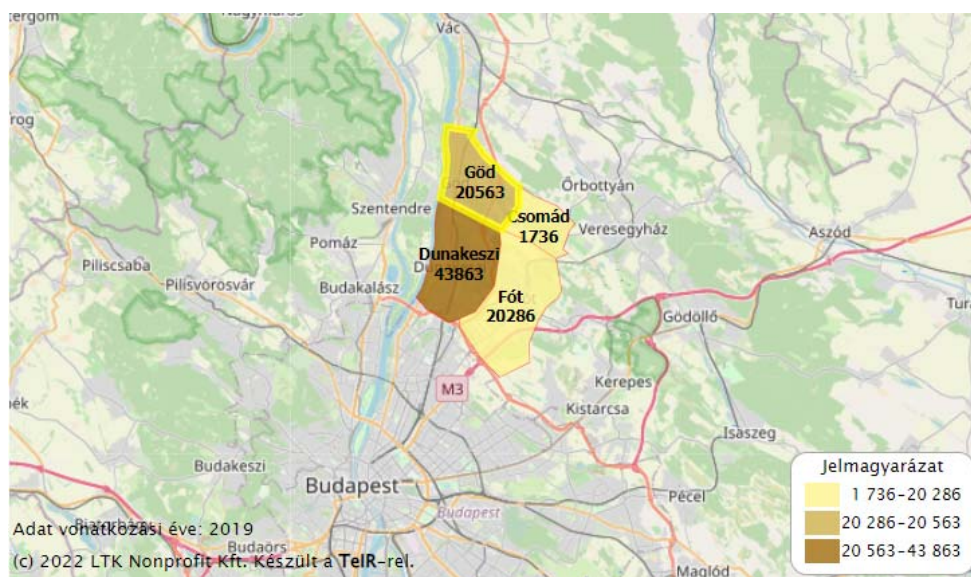 Vác
Göd
20563
Szentendre
Őrbottyán
Csomád
1736
Veresegyház
Aszód
Pomáz
Dunakeszi
43863
Piliscsaba
Pilisvörösvár
Budakalász
Fót
20286
Gödöllő
M3
Kerepes
Kistarcsa
Isaszeg
Budakeszi
Budapest
Pécel
Budapest
Budaörs
Maglód
Jelmagyarázat
1 736-20 286
20 286-20 563
20 563-43 863
Adat vonatkozási éve: 2019
(c) 2022 LTK Nonprofit Kft. Készült a TeIR-rel.